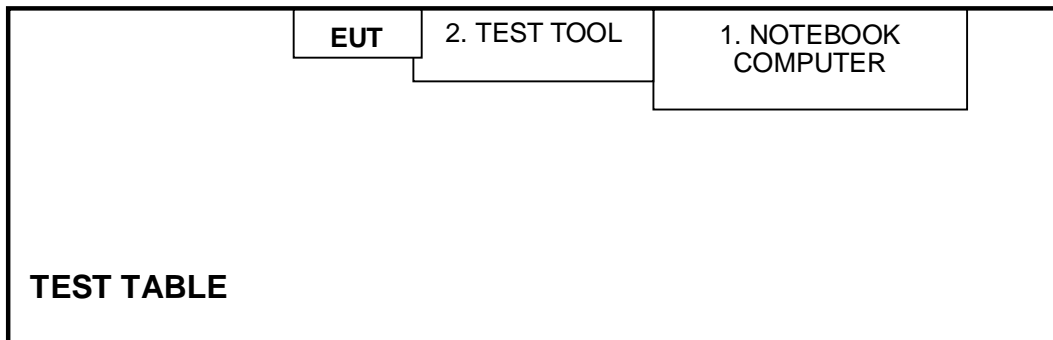 EUT
2. TEST TOOL
1. NOTEBOOK
COMPUTER
TEST TABLE